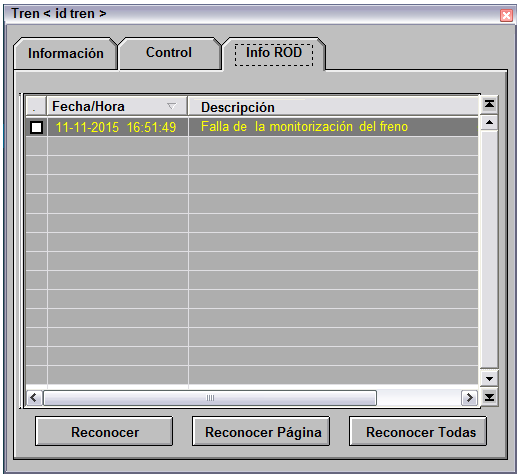 Tren < id tren >
Información Control Info ROD
. Fecha/Hora Descripción
11-11-2015 16:51:49 Falla de la monitorización del freno
Reconocer Reconocer Página Reconocer Todas